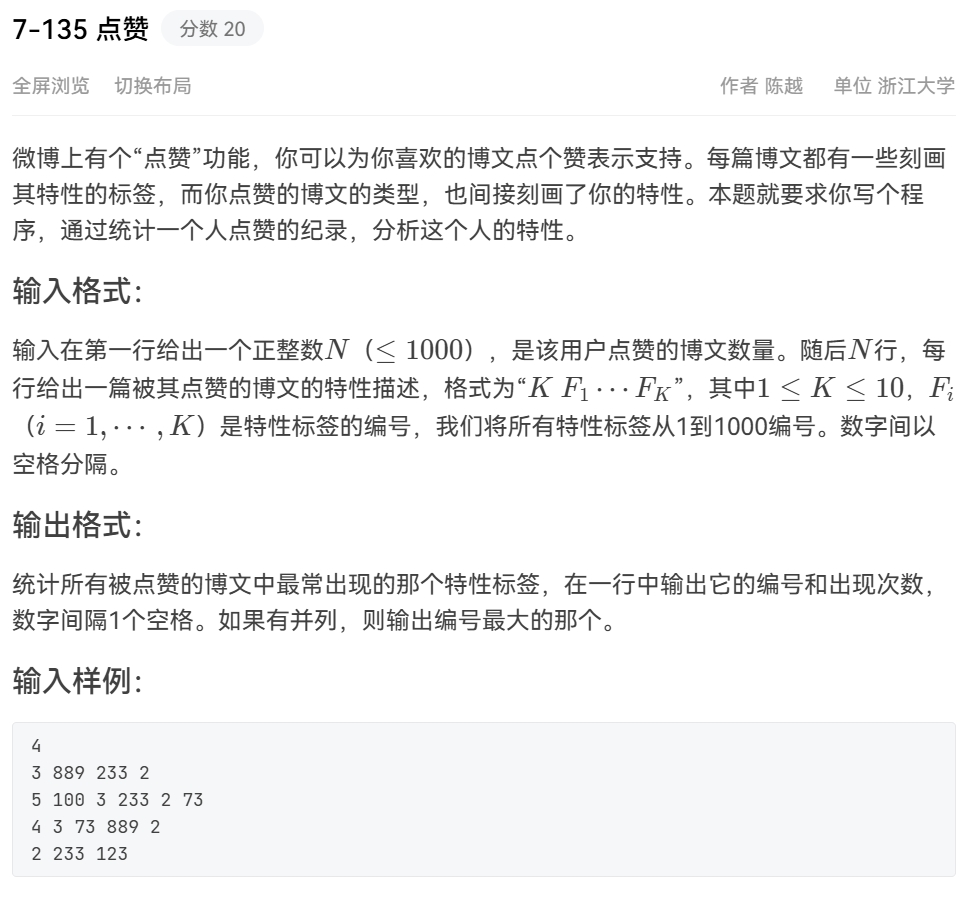 7-135 点赞 分数 20
全屏浏览 切换布局 作者 陈越 单位 浙江大学
微博上有个“点赞”功能，你可以为你喜欢的博文点个赞表示支持。每篇博文都有一些刻画
其特性的标签，而你点赞的博文的类型，也间接刻画了你的特性。本题就要求你写个程
序，通过统计一个人点赞的纪录，分析这个人的特性。
输入格式：
输入在第一行给出一个正整数N（≤1000），是该用户点赞的博文数量。随后N行，每
行给出一篇被其点赞的博文的特性描述，格式为“K F₁⋯F_K”，其中1≤K≤10，F_i
（i=1,⋯,K）是特性标签的编号，我们将所有特性标签从1到1000编号。数字间以
空格分隔。
输出格式：
统计所有被点赞的博文中最常出现的那个特性标签，在一行中输出它的编号和出现次数，
数字间隔1个空格。如果有并列，则输出编号最大的那个。
输入样例：
4
3 889 233 2
5 100 3 233 2 73
4 3 73 889 2
2 233 123